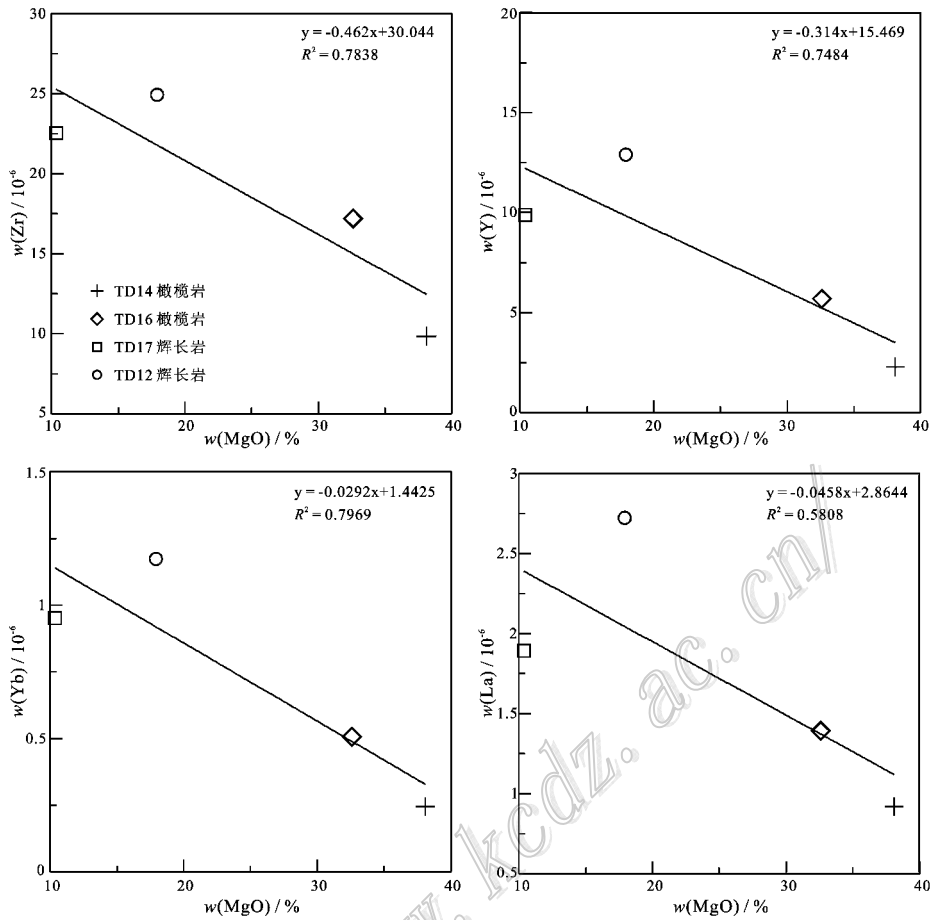 30
25
20
15
10
5
w(Zr) / 10⁻⁶
y = -0.462x+30.044
R² = 0.7838
TD14 橄榄岩
TD16 橄榄岩
TD17 辉长岩
TD12 辉长岩
10 20 30 40
w(MgO) / %
20
15
10
5
0
w(Y) / 10⁻⁶
y = -0.314x+15.469
R² = 0.7484
10 20 30 40
w(MgO) / %
1.5
1
0.5
0
w(Yb) / 10⁻⁶
y = -0.0292x+1.4425
R² = 0.7969
10 20 30 40
w(MgO) / %
3
2.5
2
1.5
1
0.5
w(La) / 10⁻⁶
y = -0.0458x+2.8644
R² = 0.5808
10 20 30 40
w(MgO) / %
w.kcdz.ac.cn/